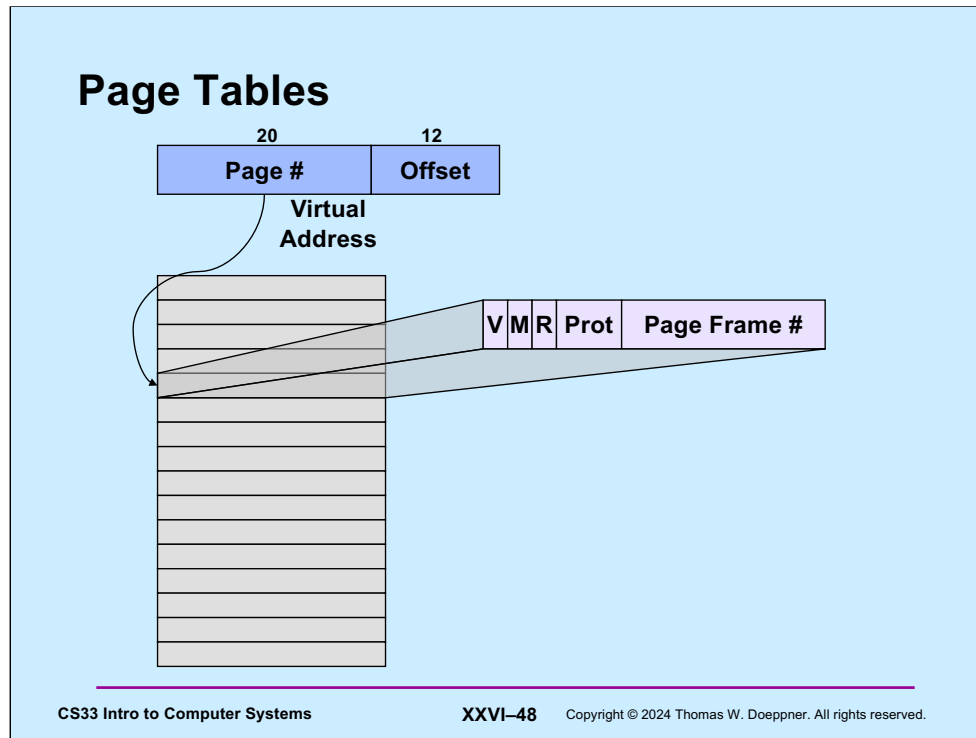 Page Tables
20 12
Page # Offset
Virtual
Address
V M R Prot Page Frame #
CS33 Intro to Computer Systems XXVI–48 Copyright © 2024 Thomas W. Doeppner. All rights reserved.